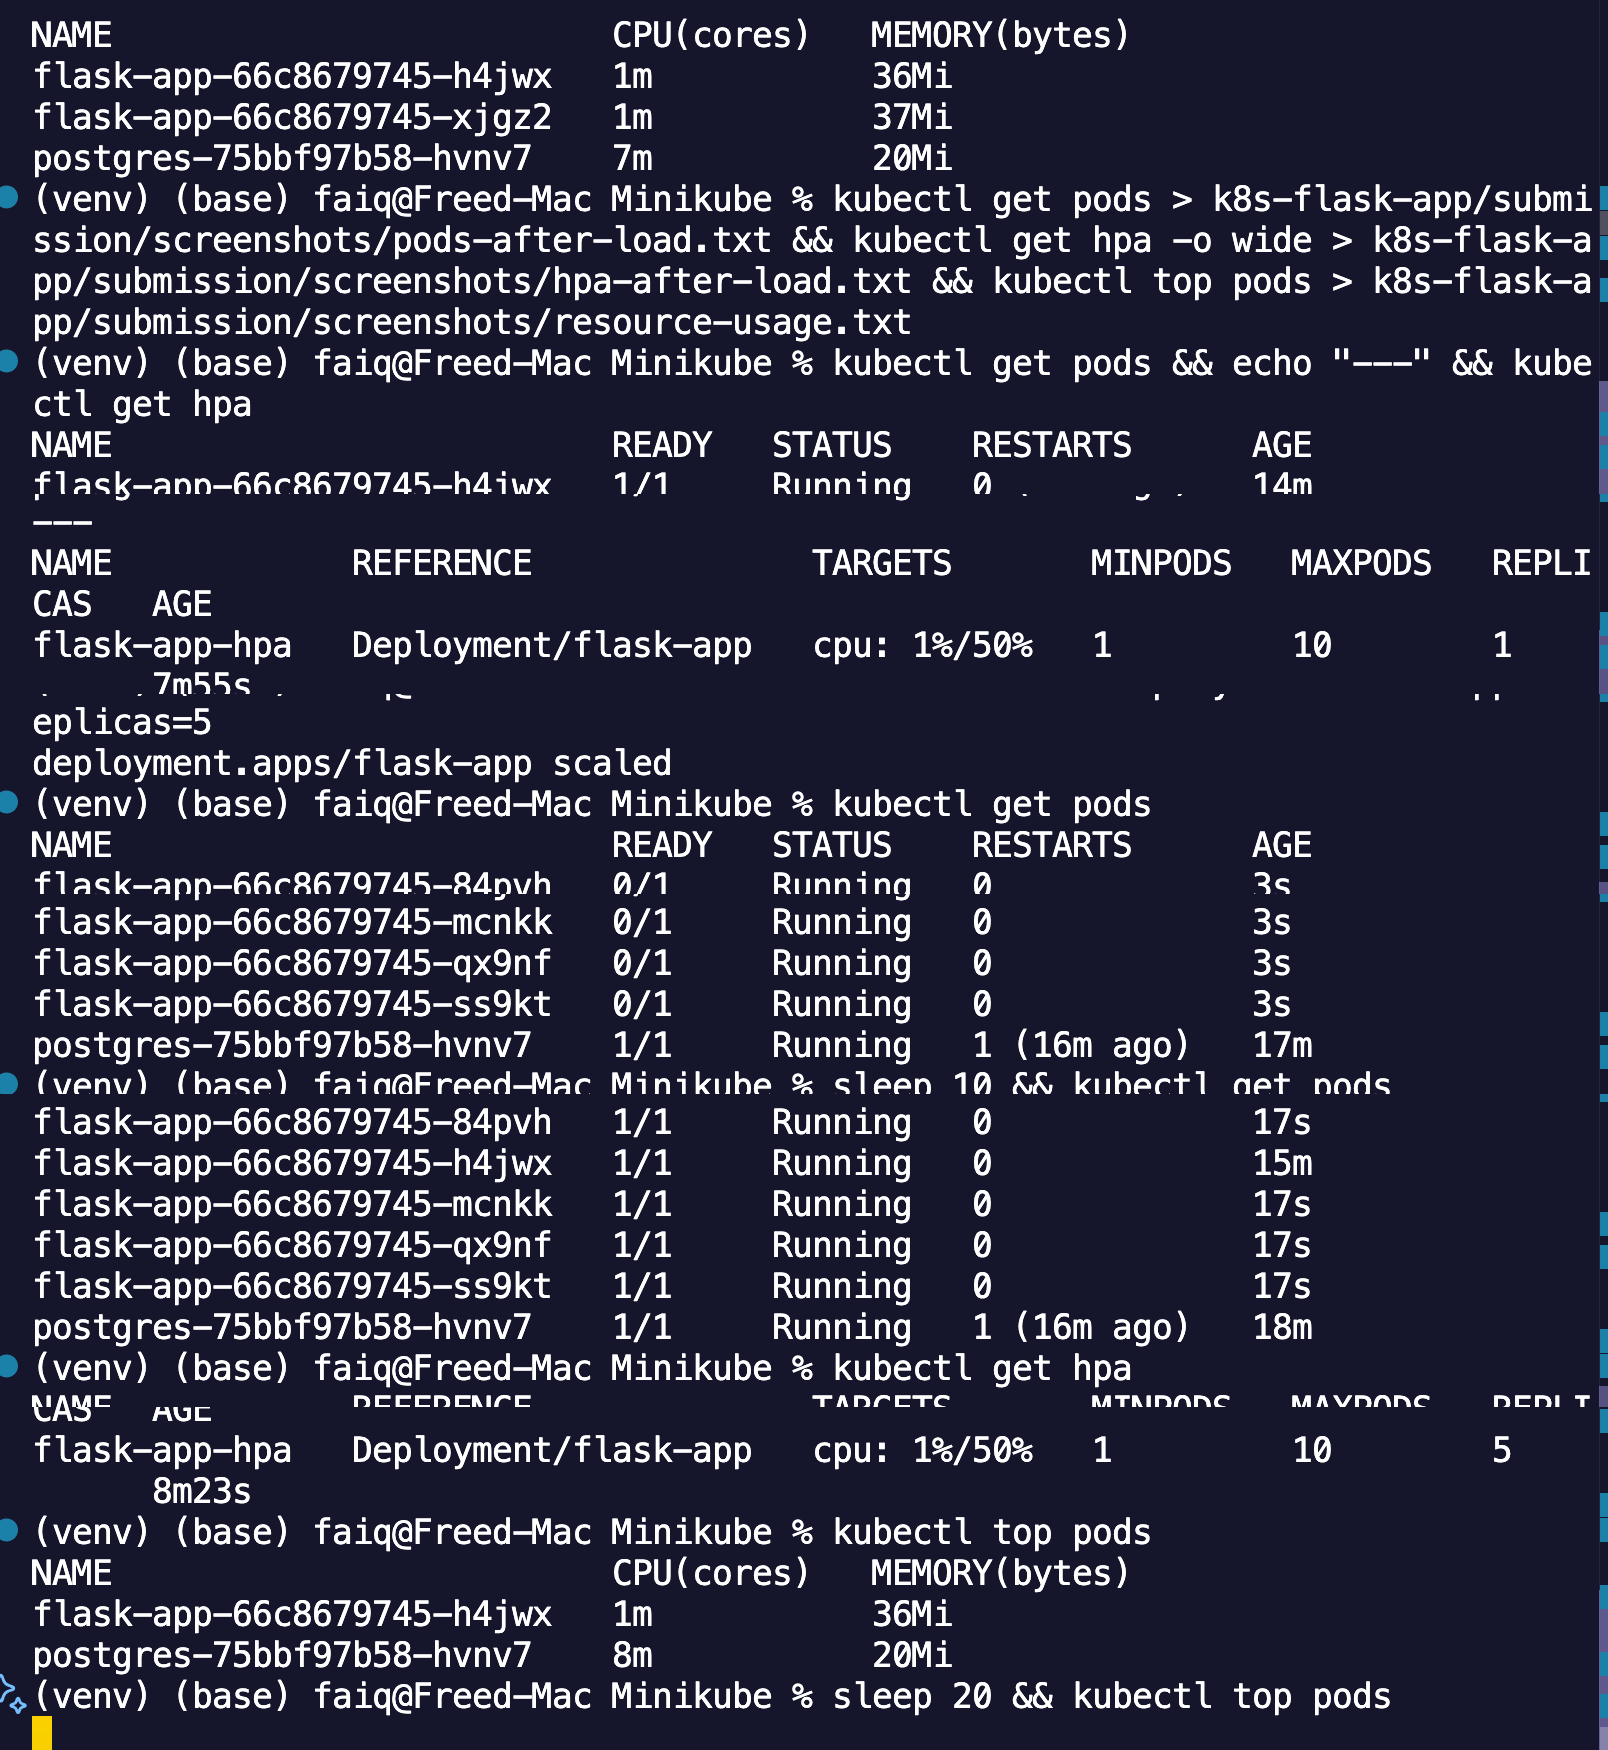 NAME                         CPU(cores)   MEMORY(bytes)
flask-app-66c8679745-h4jwx   1m           36Mi
flask-app-66c8679745-xjgz2   1m           37Mi
postgres-75bbf97b58-hvnv7    7m           20Mi
(venv) (base) faiq@Freed-Mac Minikube % kubectl get pods > k8s-flask-app/submi
ssion/screenshots/pods-after-load.txt && kubectl get hpa -o wide > k8s-flask-a
pp/submission/screenshots/hpa-after-load.txt && kubectl top pods > k8s-flask-a
pp/submission/screenshots/resource-usage.txt
(venv) (base) faiq@Freed-Mac Minikube % kubectl get pods && echo "---" && kube
ctl get hpa
NAME                         READY   STATUS    RESTARTS      AGE
flask-app-66c8679745-h4jwx   1/1     Running   0             14m
---
NAME            REFERENCE              TARGETS       MINPODS   MAXPODS   REPLI
CAS   AGE
flask-app-hpa   Deployment/flask-app   cpu: 1%/50%   1         10        1
      7m55s
eplicas=5
deployment.apps/flask-app scaled
(venv) (base) faiq@Freed-Mac Minikube % kubectl get pods
NAME                         READY   STATUS    RESTARTS      AGE
flask-app-66c8679745-84pvh   0/1     Running   0             3s
flask-app-66c8679745-mcnkk   0/1     Running   0             3s
flask-app-66c8679745-qx9nf   0/1     Running   0             3s
flask-app-66c8679745-ss9kt   0/1     Running   0             3s
postgres-75bbf97b58-hvnv7    1/1     Running   1 (16m ago)   17m
(venv) (base) faiq@Freed-Mac Minikube % sleep 10 && kubectl get pods
flask-app-66c8679745-84pvh   1/1     Running   0             17s
flask-app-66c8679745-h4jwx   1/1     Running   0             15m
flask-app-66c8679745-mcnkk   1/1     Running   0             17s
flask-app-66c8679745-qx9nf   1/1     Running   0             17s
flask-app-66c8679745-ss9kt   1/1     Running   0             17s
postgres-75bbf97b58-hvnv7    1/1     Running   1 (16m ago)   18m
(venv) (base) faiq@Freed-Mac Minikube % kubectl get hpa
NAME            REFERENCE              TARGETS       MINPODS   MAXPODS   REPLI
CAS   AGE
flask-app-hpa   Deployment/flask-app   cpu: 1%/50%   1         10        5
      8m23s
(venv) (base) faiq@Freed-Mac Minikube % kubectl top pods
NAME                         CPU(cores)   MEMORY(bytes)
flask-app-66c8679745-h4jwx   1m           36Mi
postgres-75bbf97b58-hvnv7    8m           20Mi
(venv) (base) faiq@Freed-Mac Minikube % sleep 20 && kubectl top pods